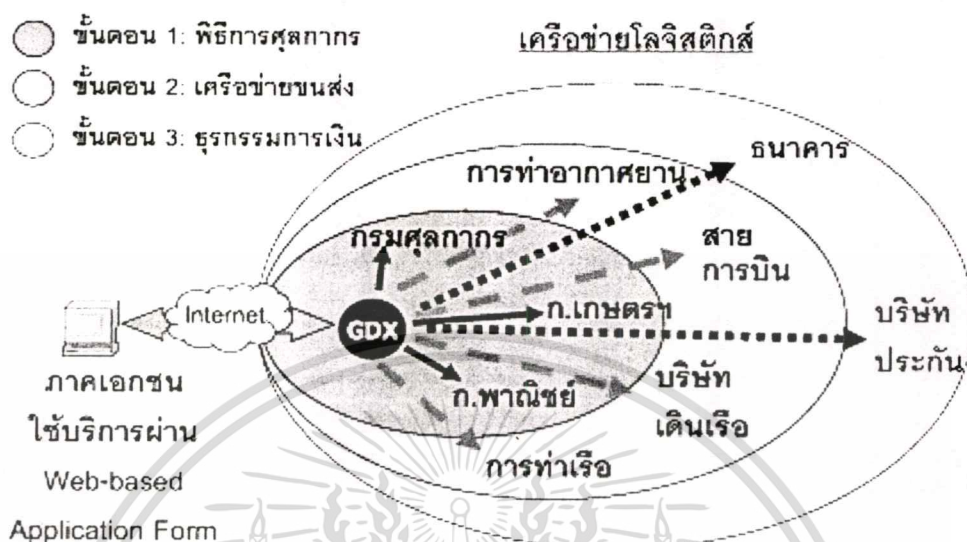 ขั้นตอน 1: พิธีการศุลกากร
ขั้นตอน 2: เครือข่ายขนส่ง
ขั้นตอน 3: ธุรกรรมการเงิน
เครือข่ายโลจิสติกส์
ธนาคาร
การท่าอากาศยาน
กรมศุลกากร
สาย
การบิน
Internet
GDX
ก.เกษตรฯ
บริษัท
ประกันฯ
ภาคเอกชน
ใช้บริการผ่าน
Web-based
Application Form
ก.พาณิชย์
บริษัท
เดินเรือ
การท่าเรือ